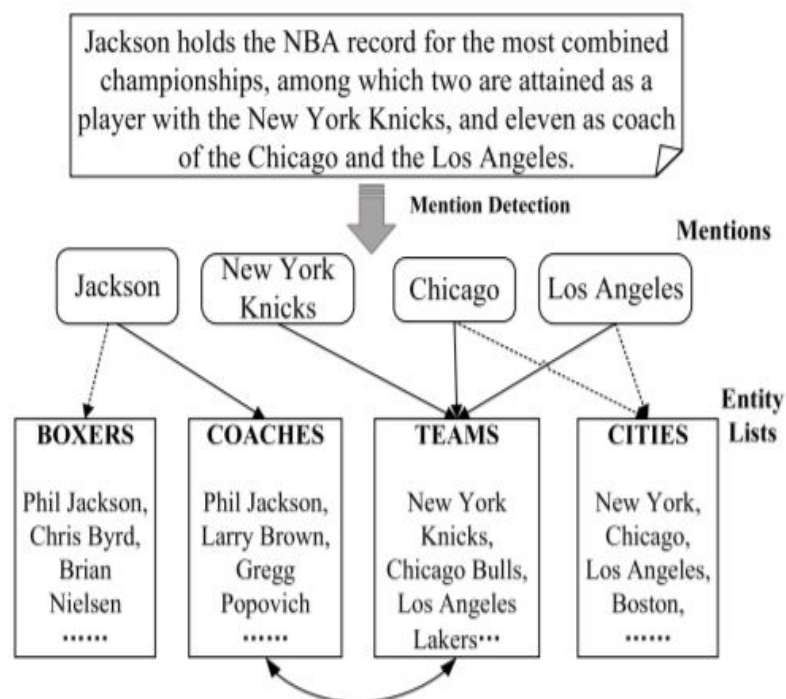 Jackson holds the NBA record for the most combined
championships, among which two are attained as a
player with the New York Knicks, and eleven as coach
of the Chicago and the Los Angeles.
Mention Detection
Mentions
Jackson
New York
Knicks
Chicago
Los Angeles
Entity
Lists
BOXERS
Phil Jackson,
Chris Byrd,
Brian
Nielsen
······
COACHES
Phil Jackson,
Larry Brown,
Gregg
Popovich
······
TEAMS
New York
Knicks,
Chicago Bulls,
Los Angeles
Lakers···
CITIES
New York,
Chicago,
Los Angeles,
Boston,
······